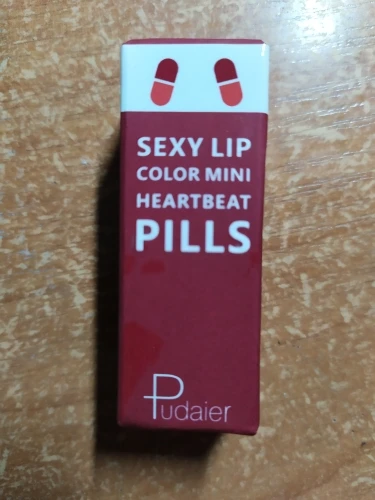 SEXY LIP
COLOR MINI
HEARTBEAT
PILLS
Pudaier